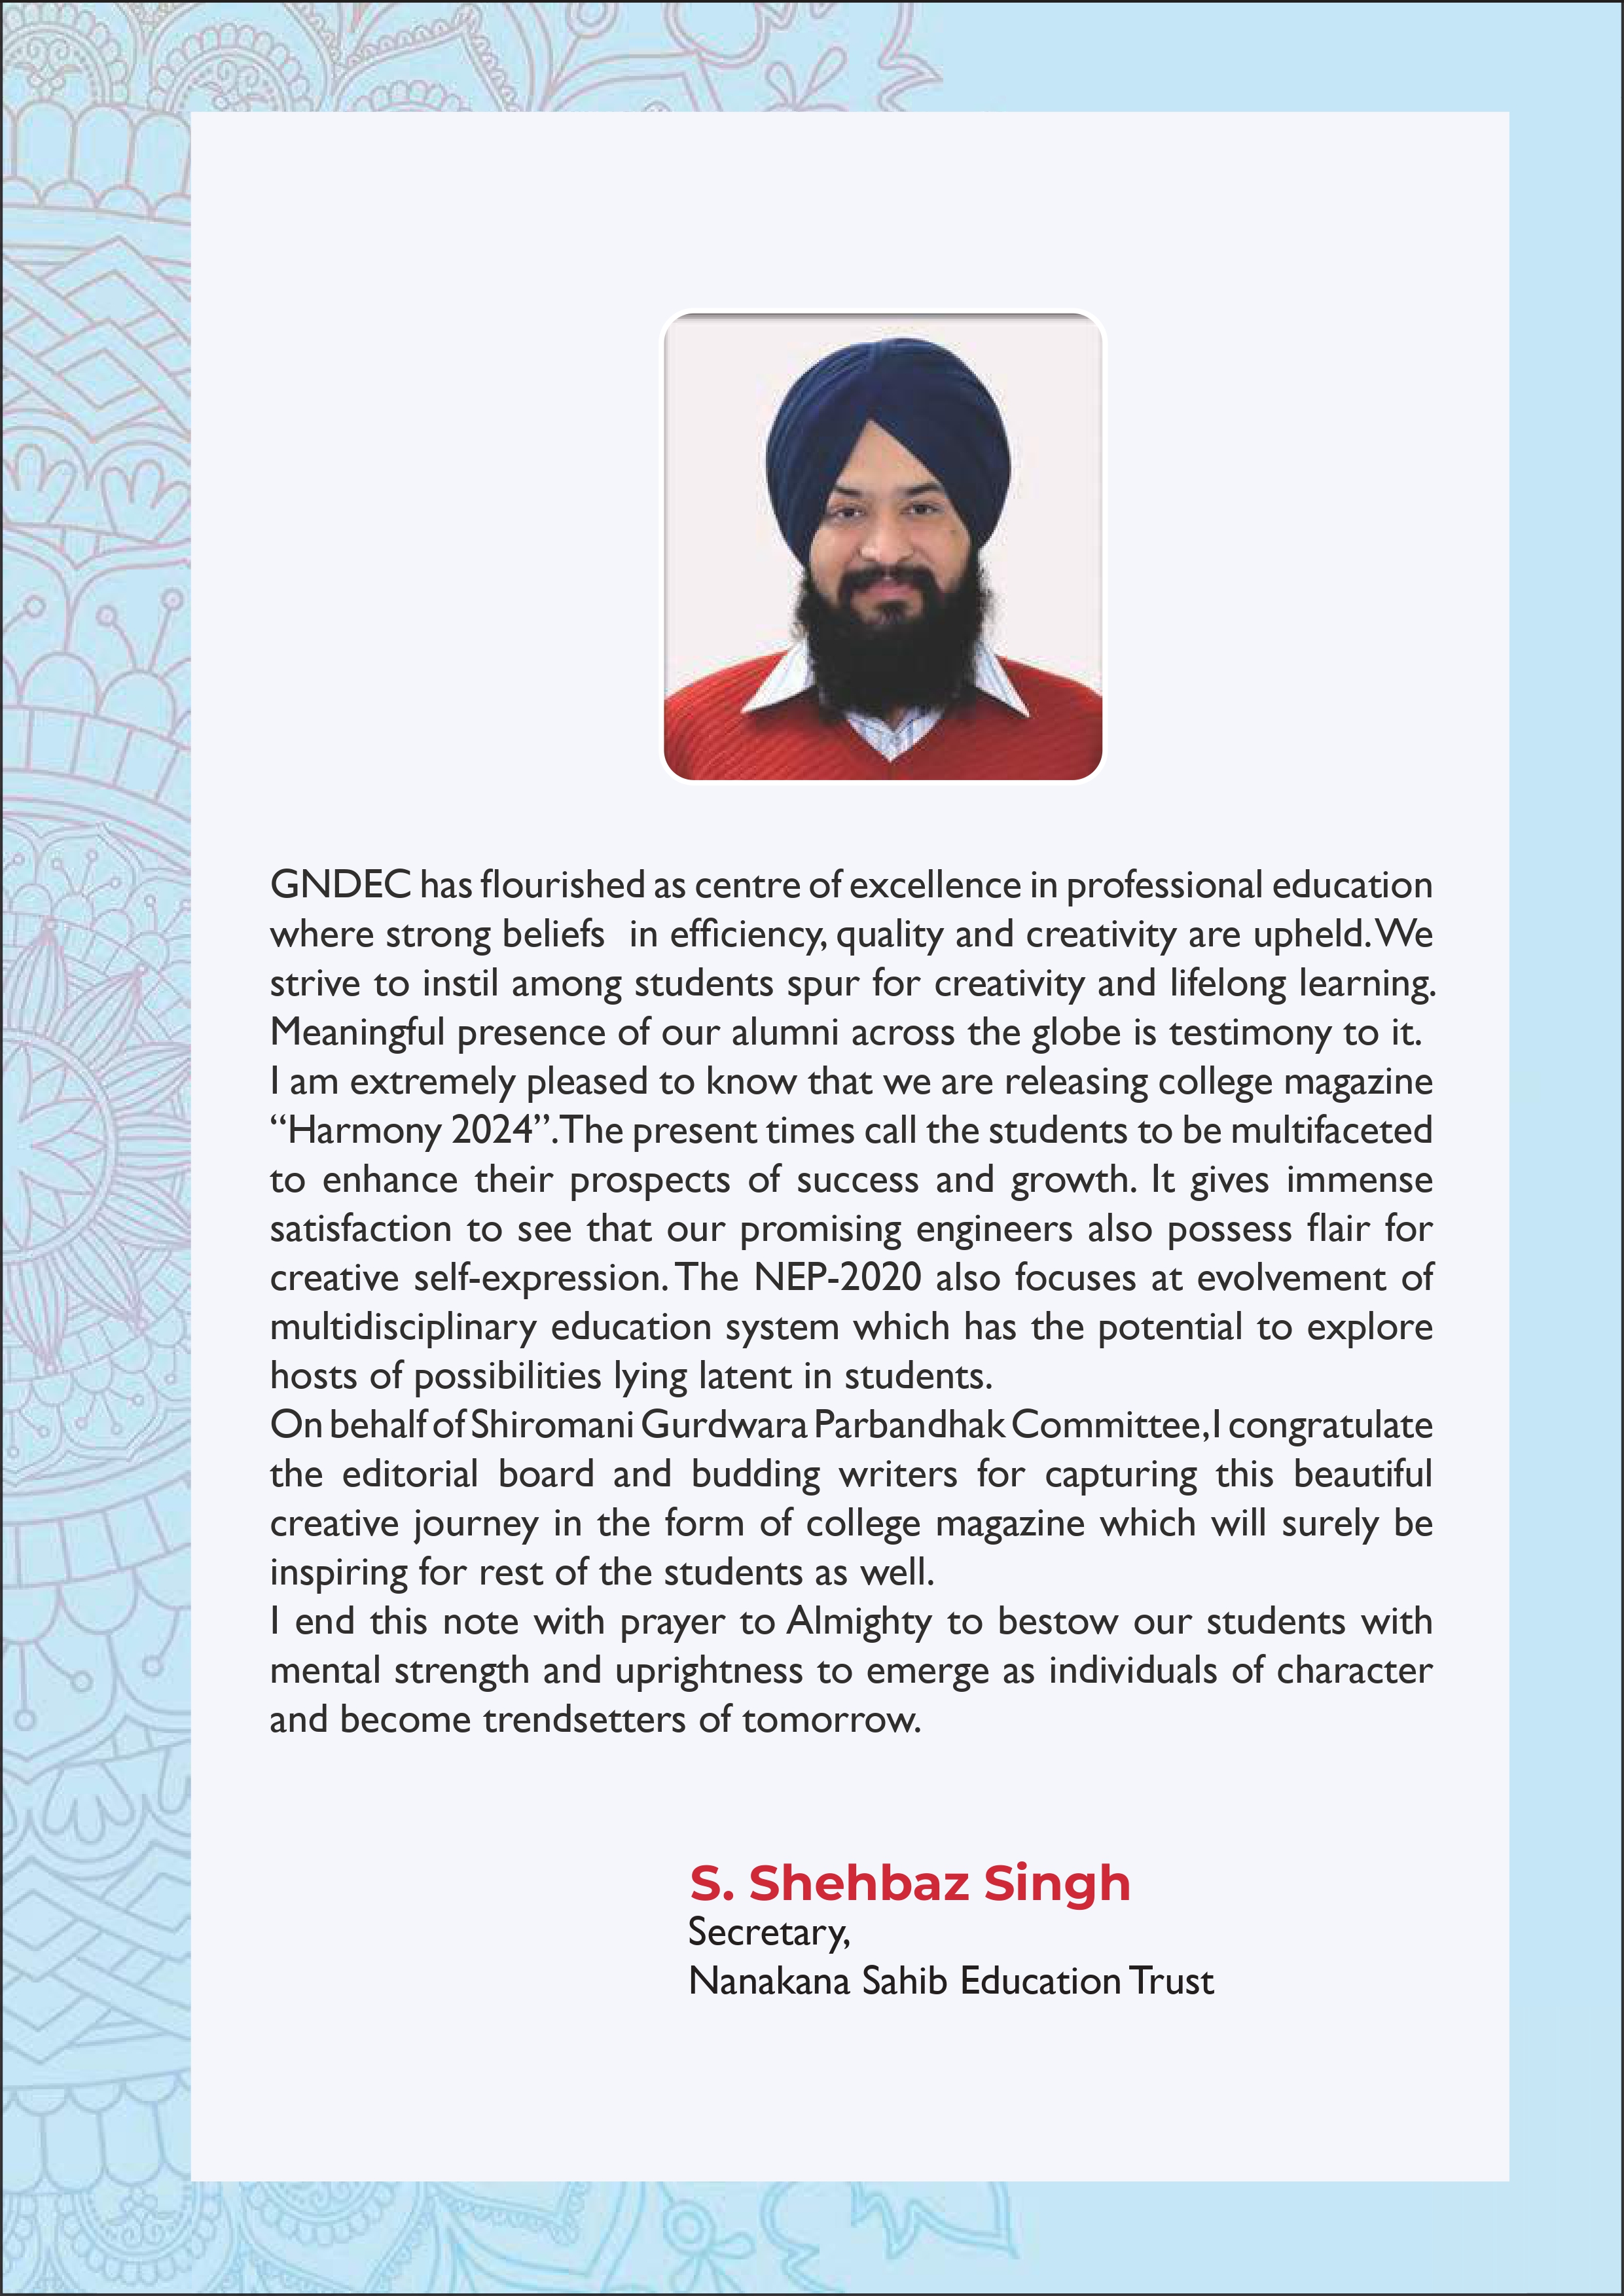 GNDEC has flourished as centre of excellence in professional education
where strong beliefs in efficiency, quality and creativity are upheld. We
strive to instil among students spur for creativity and lifelong learning.
Meaningful presence of our alumni across the globe is testimony to it.
I am extremely pleased to know that we are releasing college magazine
“Harmony 2024”. The present times call the students to be multifaceted
to enhance their prospects of success and growth. It gives immense
satisfaction to see that our promising engineers also possess flair for
creative self-expression. The NEP-2020 also focuses at evolvement of
multidisciplinary education system which has the potential to explore
hosts of possibilities lying latent in students.
On behalf of Shiromani Gurdwara Parbandhak Committee, I congratulate
the editorial board and budding writers for capturing this beautiful
creative journey in the form of college magazine which will surely be
inspiring for rest of the students as well.
I end this note with prayer to Almighty to bestow our students with
mental strength and uprightness to emerge as individuals of character
and become trendsetters of tomorrow.
S. Shehbaz Singh
Secretary,
Nanakana Sahib Education Trust